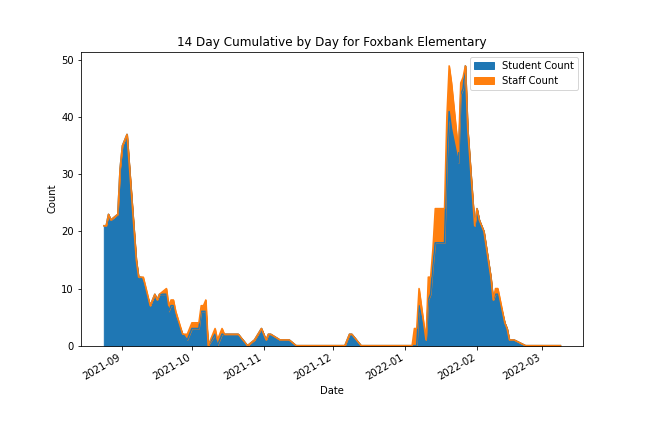 14 Day Cumulative by Day for Foxbank Elementary
Student Count
Staff Count
50
40
30
20
10
0
Count
2021-09
2021-10
2021-11
2021-12
2022-01
2022-02
2022-03
Date